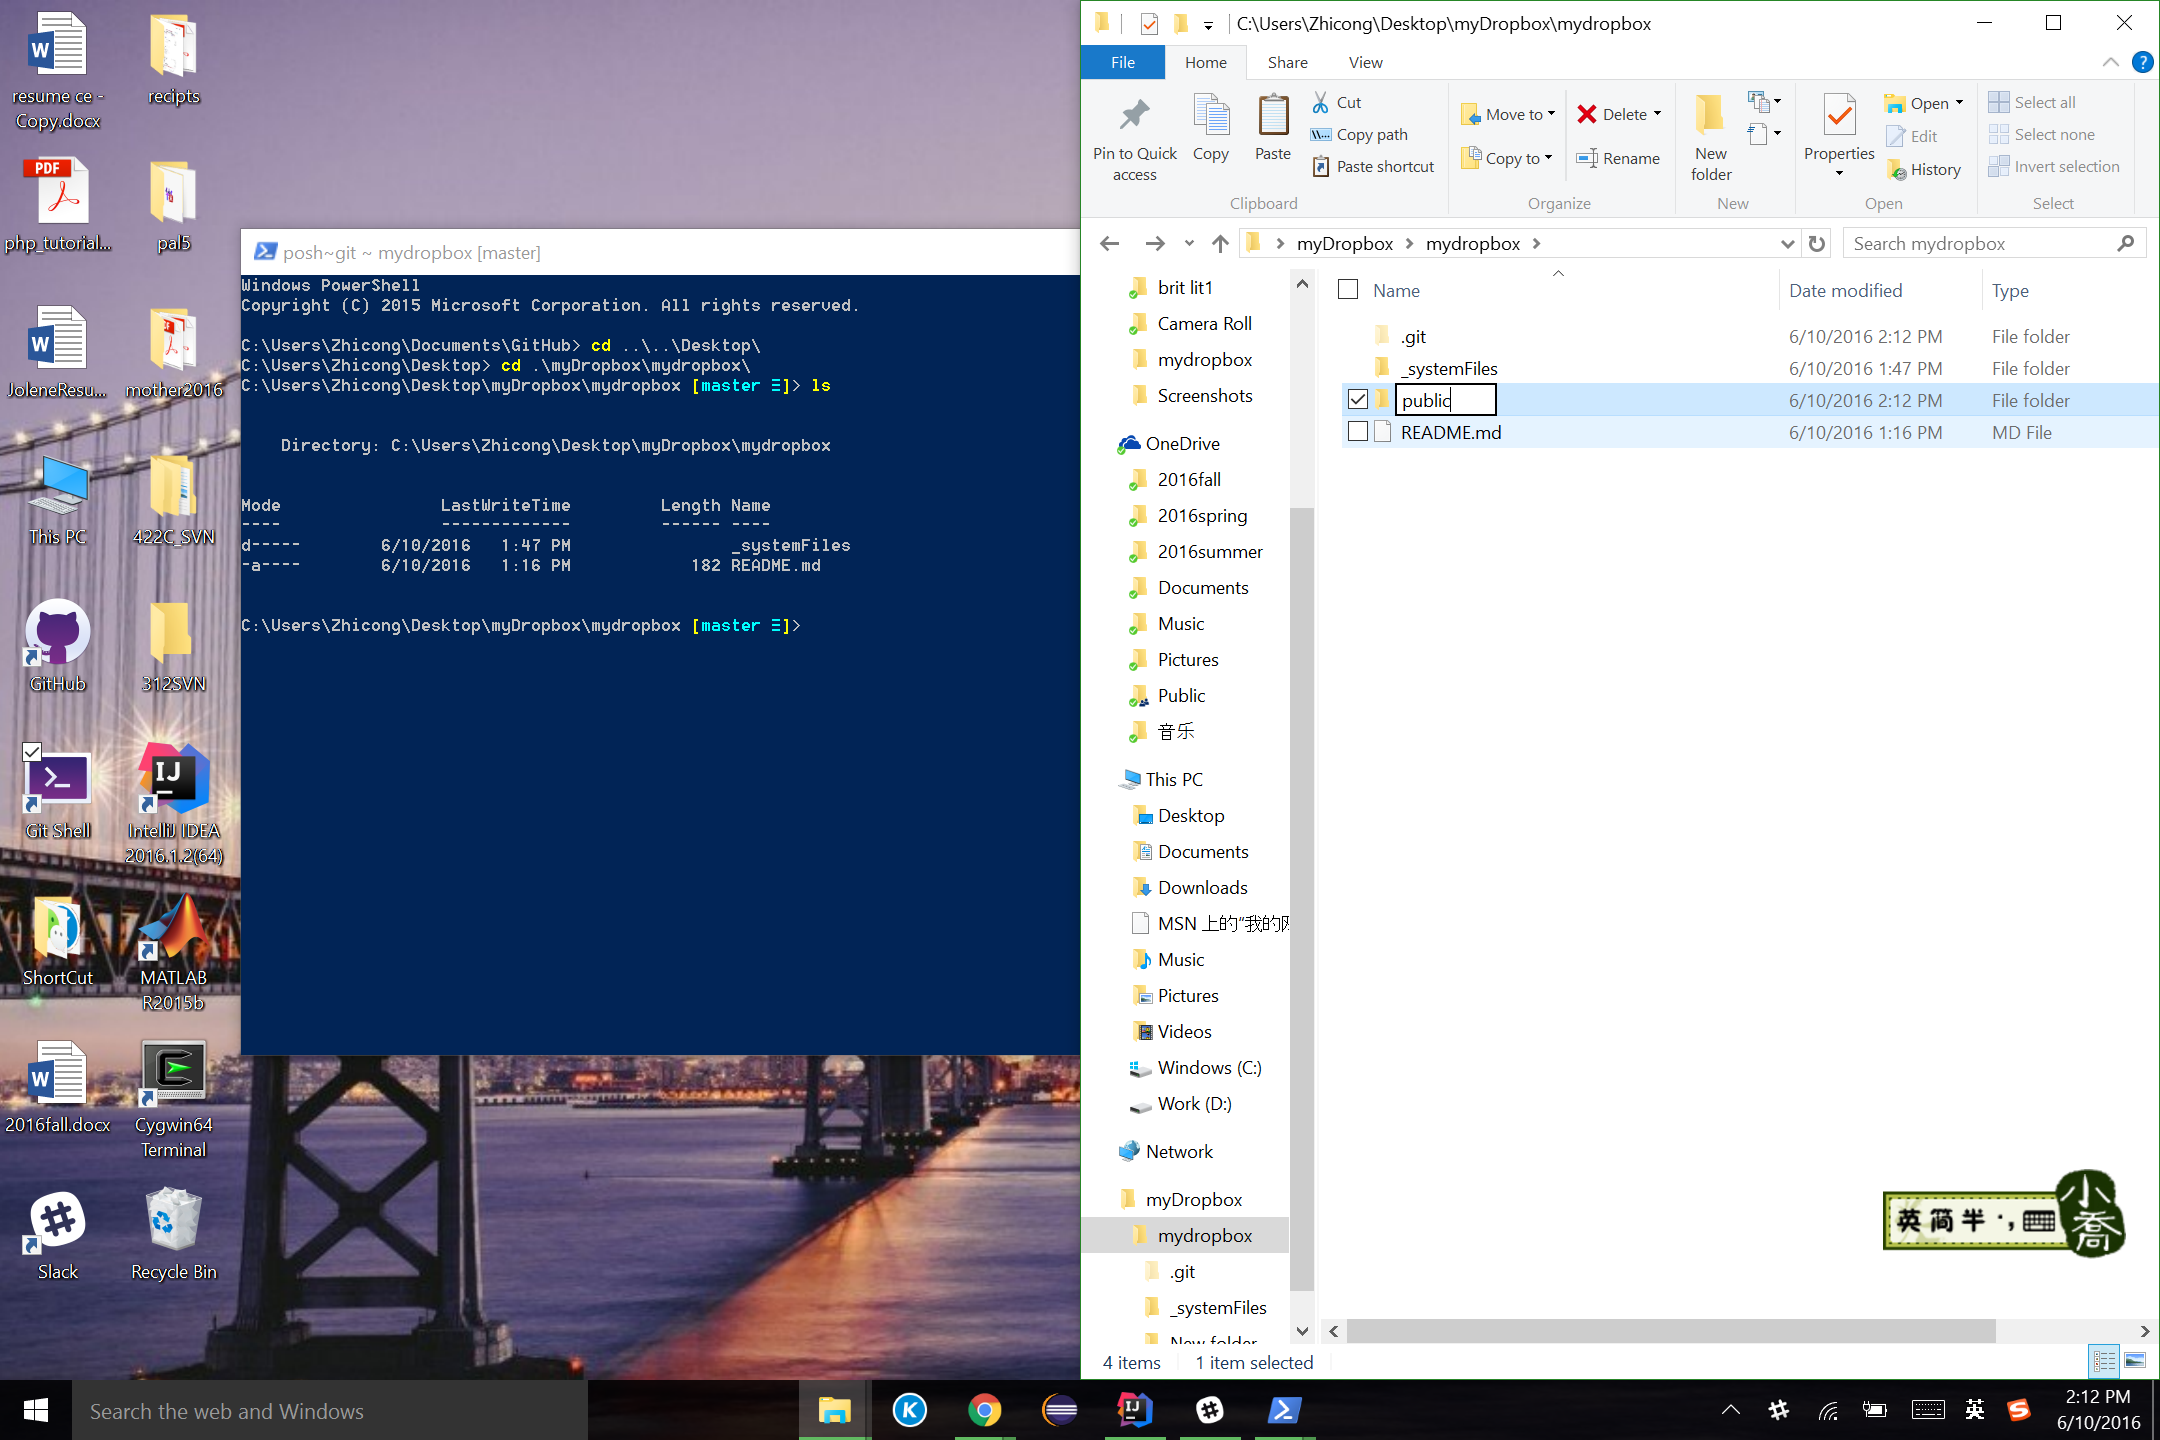 resume ce -
Copy.docx
recipts
php_tutorial...
pal5
JoleneResu...
mother2016
This PC
422C_SVN
GitHub
312SVN
Git Shell
IntelliJ IDEA
2016.1.2(64)
ShortCut
MATLAB
R2015b
2016fall.docx
Cygwin64
Terminal
Slack
Recycle Bin
posh~git ~ mydropbox [master]
Windows PowerShell
Copyright (C) 2015 Microsoft Corporation. All rights reserved.
C:\Users\Zhicong\Documents\GitHub> cd ..\..\Desktop\
C:\Users\Zhicong\Desktop> cd .\myDropbox\mydropbox\
C:\Users\Zhicong\Desktop\myDropbox\mydropbox [master ≡]> ls
Directory: C:\Users\Zhicong\Desktop\myDropbox\mydropbox
Mode LastWriteTime Length Name
---- ------------- ------ ----
d----- 6/10/2016 1:47 PM _systemFiles
-a---- 6/10/2016 1:16 PM 182 README.md
C:\Users\Zhicong\Desktop\myDropbox\mydropbox [master ≡]>
C:\Users\Zhicong\Desktop\myDropbox\mydropbox
File Home Share View
Pin to Quick
access
Copy
Paste
Cut
Copy path
Paste shortcut
Clipboard
Move to
Copy to
Delete
Rename
Organize
New
folder
New
Properties
Open
Edit
History
Open
Select all
Select none
Invert selection
Select
myDropbox > mydropbox >
Search mydropbox
brit lit1
Camera Roll
mydropbox
Screenshots
OneDrive
2016fall
2016spring
2016summer
Documents
Music
Pictures
Public
音乐
This PC
Desktop
Documents
Downloads
MSN 上的“我的
Music
Pictures
Videos
Windows (C:)
Work (D:)
Network
myDropbox
mydropbox
.git
_systemFiles
New folder
Name Date modified Type
.git 6/10/2016 2:12 PM File folder
_systemFiles 6/10/2016 1:47 PM File folder
public 6/10/2016 2:12 PM File folder
README.md 6/10/2016 1:16 PM MD File
英简半·,
小喬
4 items 1 item selected
Search the web and Windows
英
2:12 PM
6/10/2016